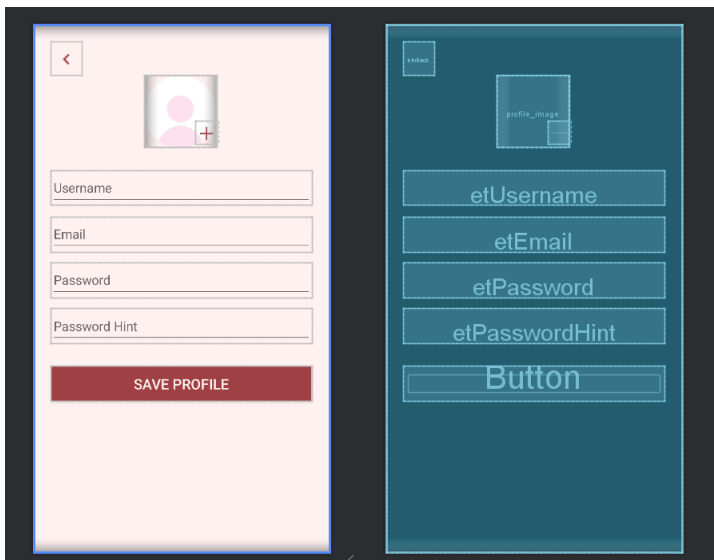 Username
Email
Password
Password Hint
SAVE PROFILE
profile_image
etUsername
etEmail
etPassword
etPasswordHint
Button